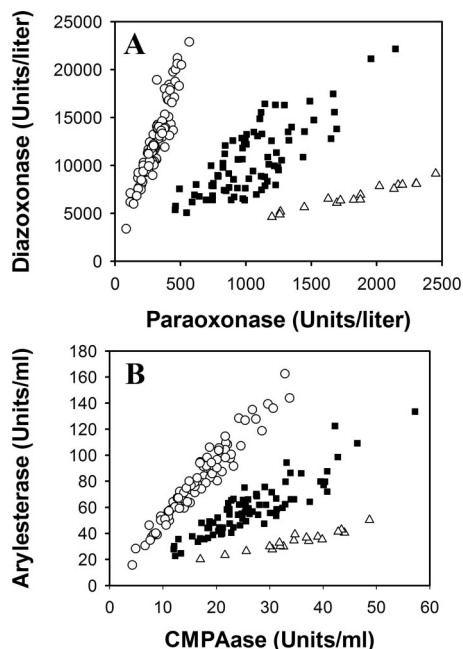 A
Diazoxonase (Units/liter)
25000
20000
15000
10000
5000
0
0 500 1000 1500 2000 2500
Paraoxonase (Units/liter)
B
Arylesterase (Units/ml)
180
160
140
120
100
80
60
40
20
0
0 10 20 30 40 50 60
CMPAase (Units/ml)